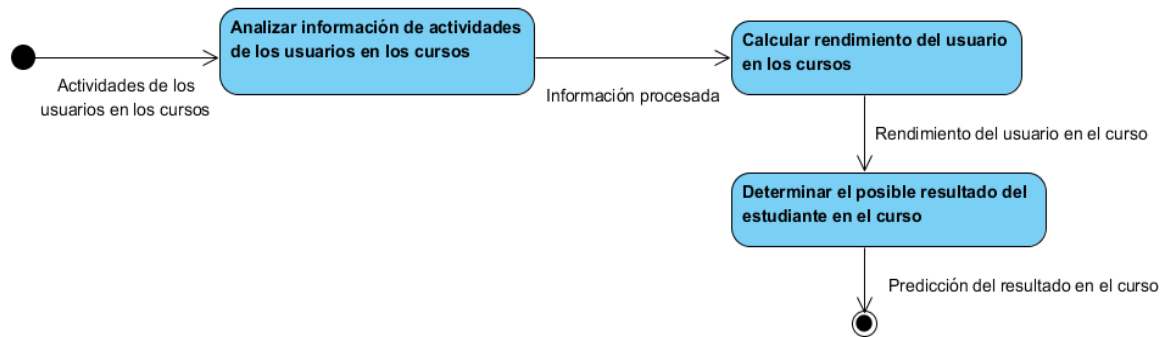 Analizar información de actividades
de los usuarios en los cursos
Actividades de los
usuarios en los cursos
Información procesada
Calcular rendimiento del usuario
en los cursos
Rendimiento del usuario en el curso
Determinar el posible resultado del
estudiante en el curso
Predicción del resultado en el curso